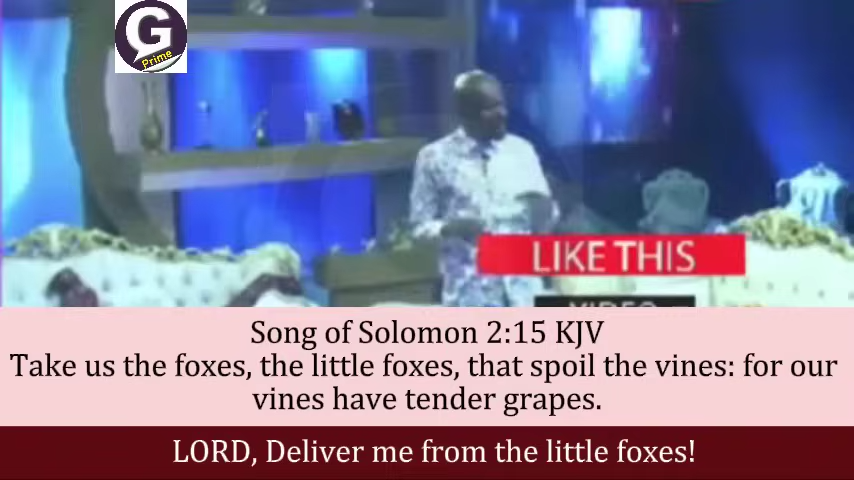 G
Prime
LIKE THIS
VIDEO
Song of Solomon 2:15 KJV
Take us the foxes, the little foxes, that spoil the vines: for our
vines have tender grapes.
LORD, Deliver me from the little foxes!